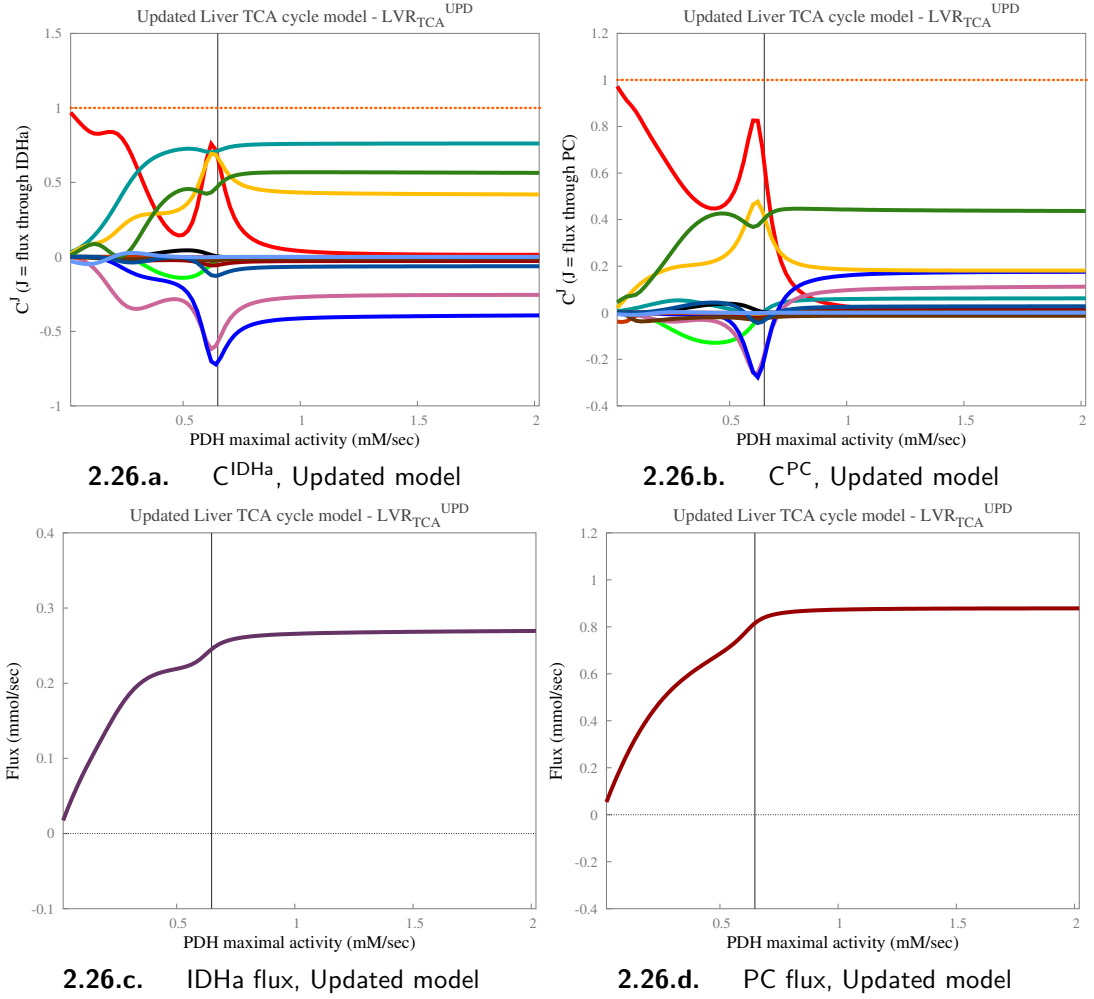 Updated Liver TCA cycle model - LVR_TCA^UPD
1.5
1
0.5
0
-0.5
-1
C^J (J = flux through IDHa)
0.5
1
1.5
2
PDH maximal activity (mM/sec)
2.26.a. C^IDHa, Updated model
Updated Liver TCA cycle model - LVR_TCA^UPD
1.2
1
0.8
0.6
0.4
0.2
0
-0.2
-0.4
C^J (J = flux through PC)
0.5
1
1.5
2
PDH maximal activity (mM/sec)
2.26.b. C^PC, Updated model
Updated Liver TCA cycle model - LVR_TCA^UPD
0.4
0.3
0.2
0.1
0
-0.1
Flux (mmol/sec)
0.5
1
1.5
2
PDH maximal activity (mM/sec)
2.26.c. IDHa flux, Updated model
Updated Liver TCA cycle model - LVR_TCA^UPD
1.2
1
0.8
0.6
0.4
0.2
0
-0.2
-0.4
Flux (mmol/sec)
0.5
1
1.5
2
PDH maximal activity (mM/sec)
2.26.d. PC flux, Updated model